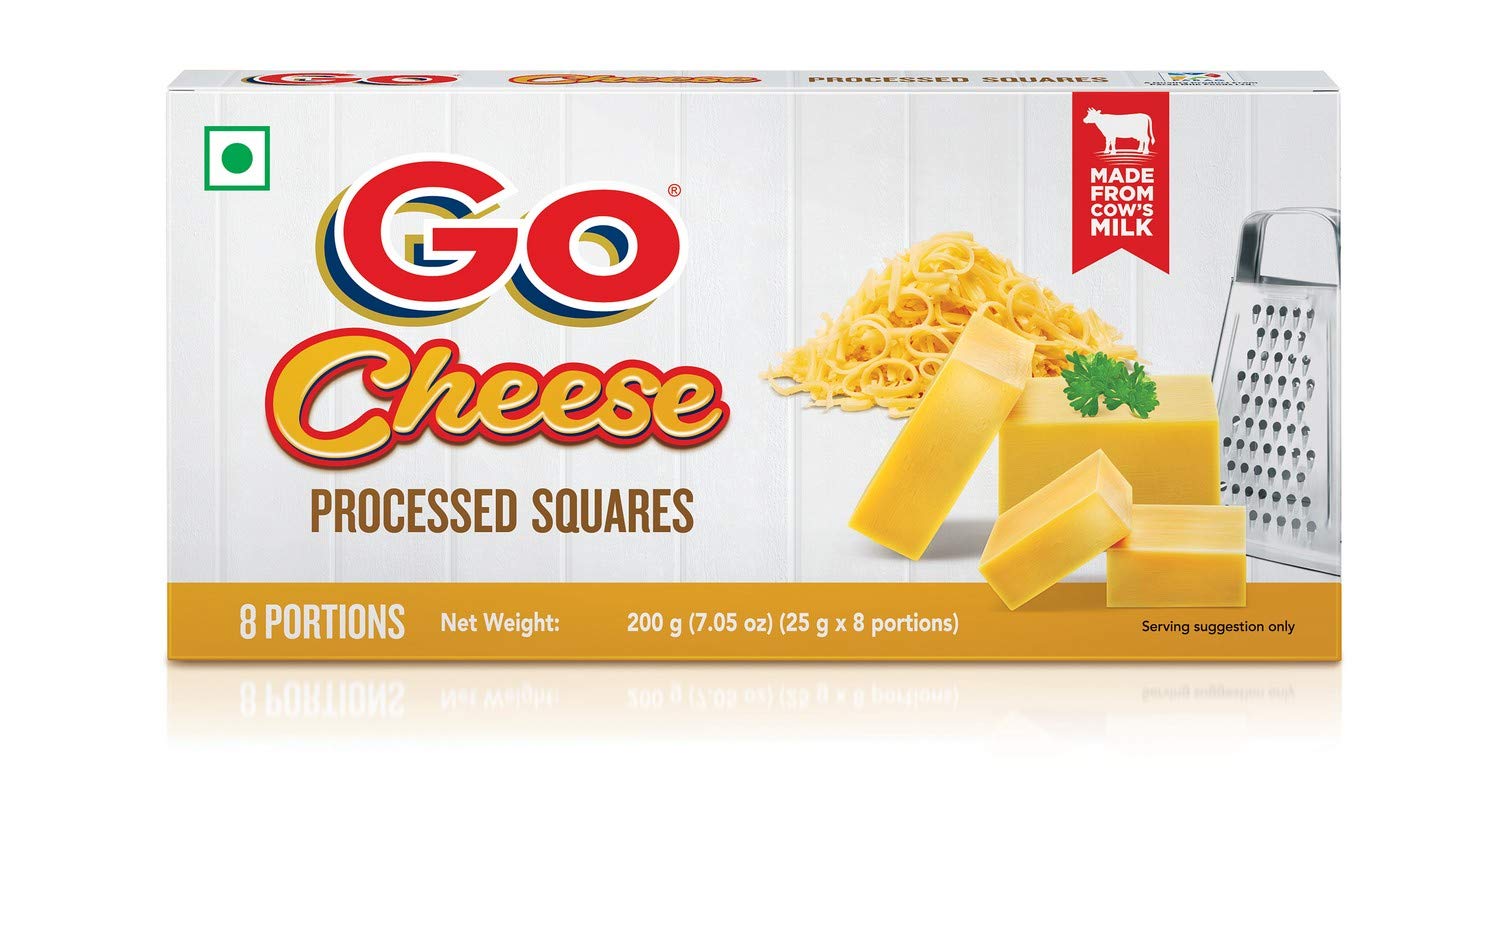 GO Cheese PROCESSED SQUARES
GO®
Cheese
PROCESSED SQUARES
MADE
FROM
COW'S
MILK
8 PORTIONS Net Weight: 200 g (7.05 oz) (25 g x 8 portions)
Serving suggestion only